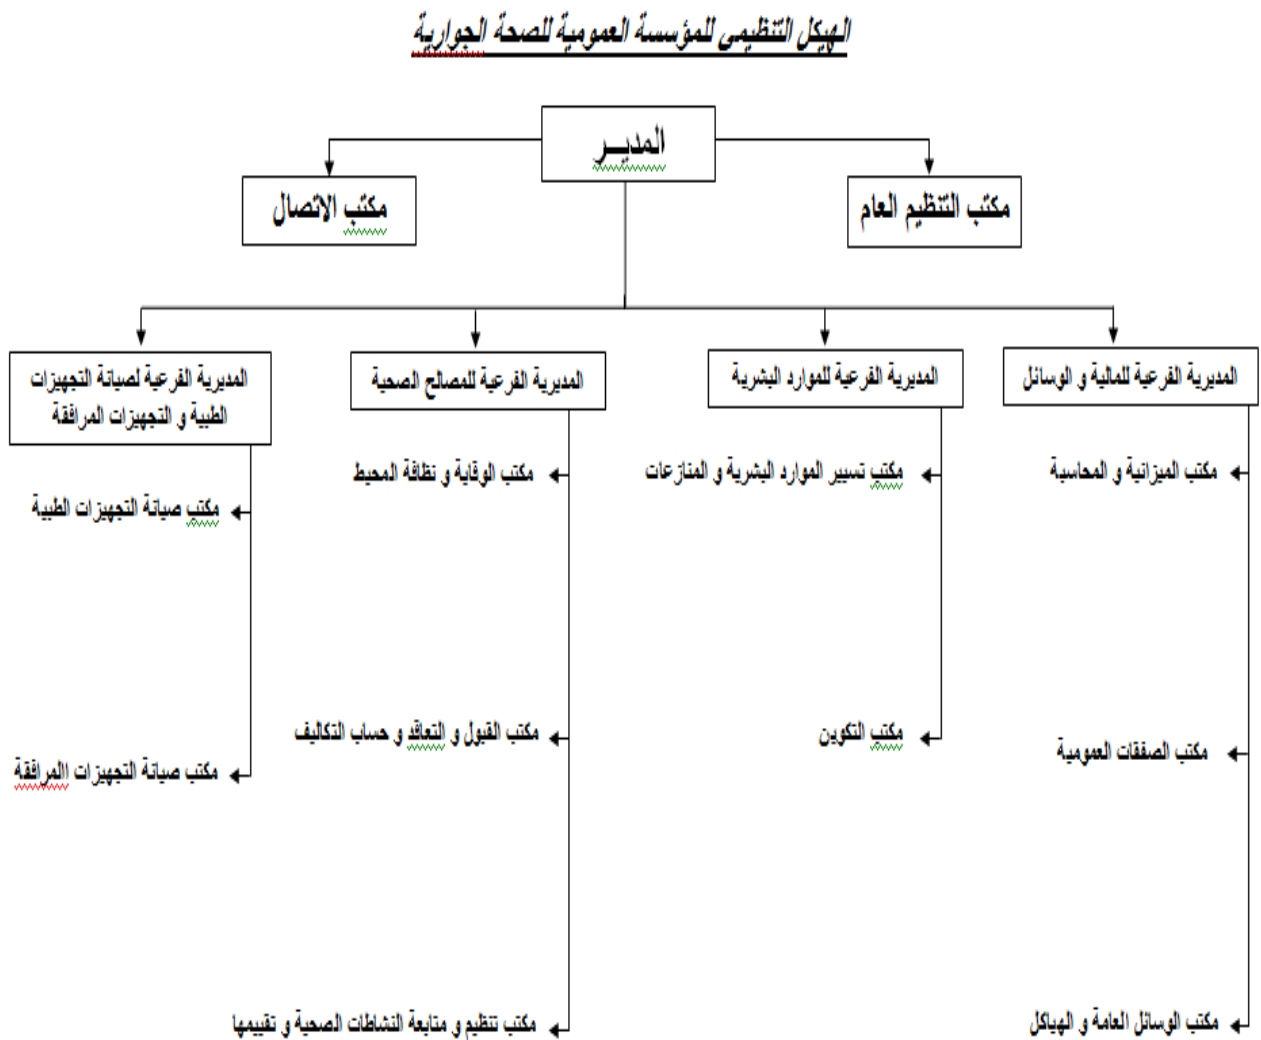 الهيكل التنظيمي للمؤسسة العمومية للصحة الجوارية
المديـــر
مكتب التنظيم العام
مكتب الاتصال
المديرية الفرعية للمالية و الوسائل
مكتب الميزانية و المحاسبة
مكتب الصفقات العمومية
مكتب الوسائل العامة و الهياكل
المديرية الفرعية للموارد البشرية
مكتب تسيير الموارد البشرية و المنازعات
مكتب التكوين
المديرية الفرعية للمصالح الصحية
مكتب الوقاية و نظافة المحيط
مكتب القبول و التعاقد و حساب التكاليف
مكتب تنظيم و متابعة النشاطات الصحية و تقييمها
المديرية الفرعية لصيانة التجهيزات
الطبية و التجهيزات المرافقة
مكتب صيانة التجهيزات الطبية
مكتب صيانة التجهيزات االمرافقة